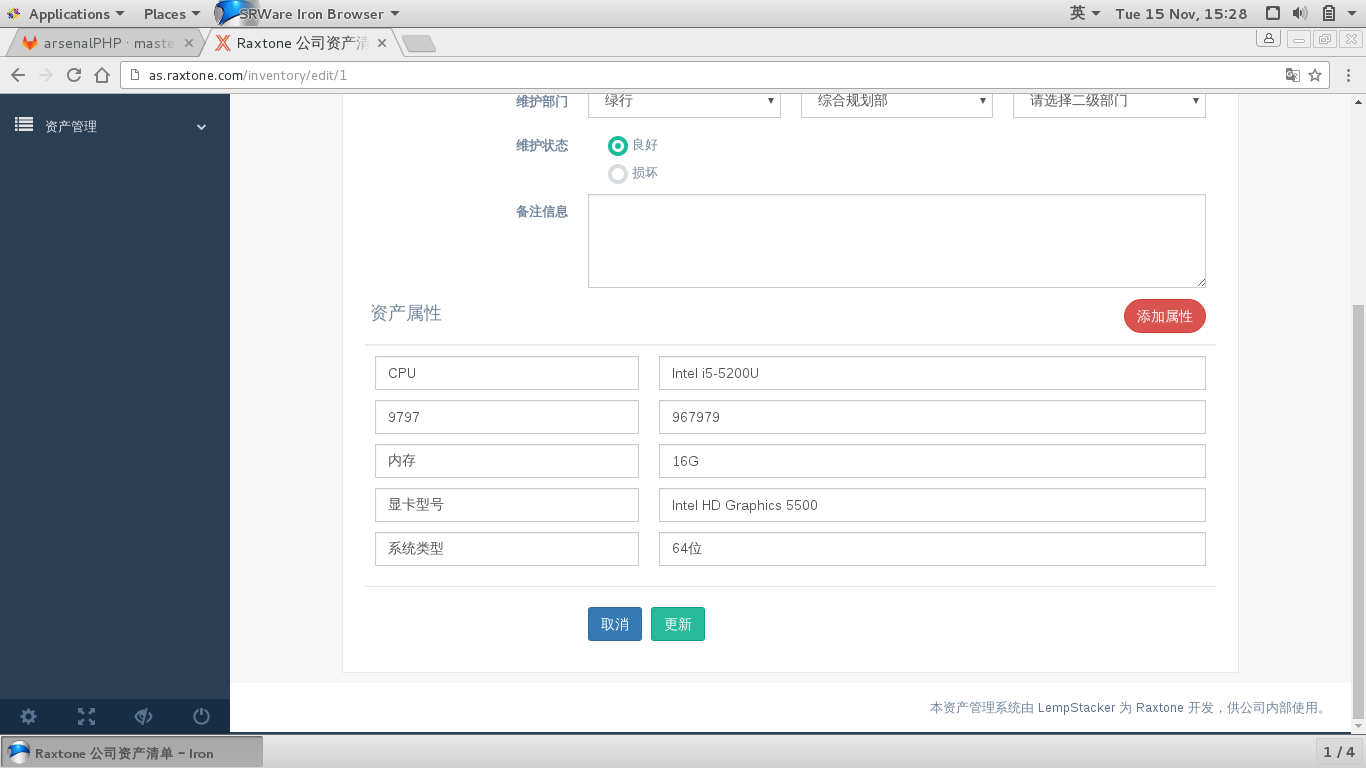 Applications Places SRWare Iron Browser 英 Tue 15 Nov, 15:28
arsenalPHP · maste Raxtone 公司资产清
as.raxtone.com/inventory/edit/1
资产管理
维护部门 绿行 综合规划部 请选择二级部门
维护状态 良好
损坏
备注信息
资产属性 添加属性
CPU Intel i5-5200U
9797 967979
内存 16G
显卡型号 Intel HD Graphics 5500
系统类型 64位
取消 更新
本资产管理系统由 LempStacker 为 Raxtone 开发，供公司内部使用。
Raxtone 公司资产清单 - Iron 1 / 4